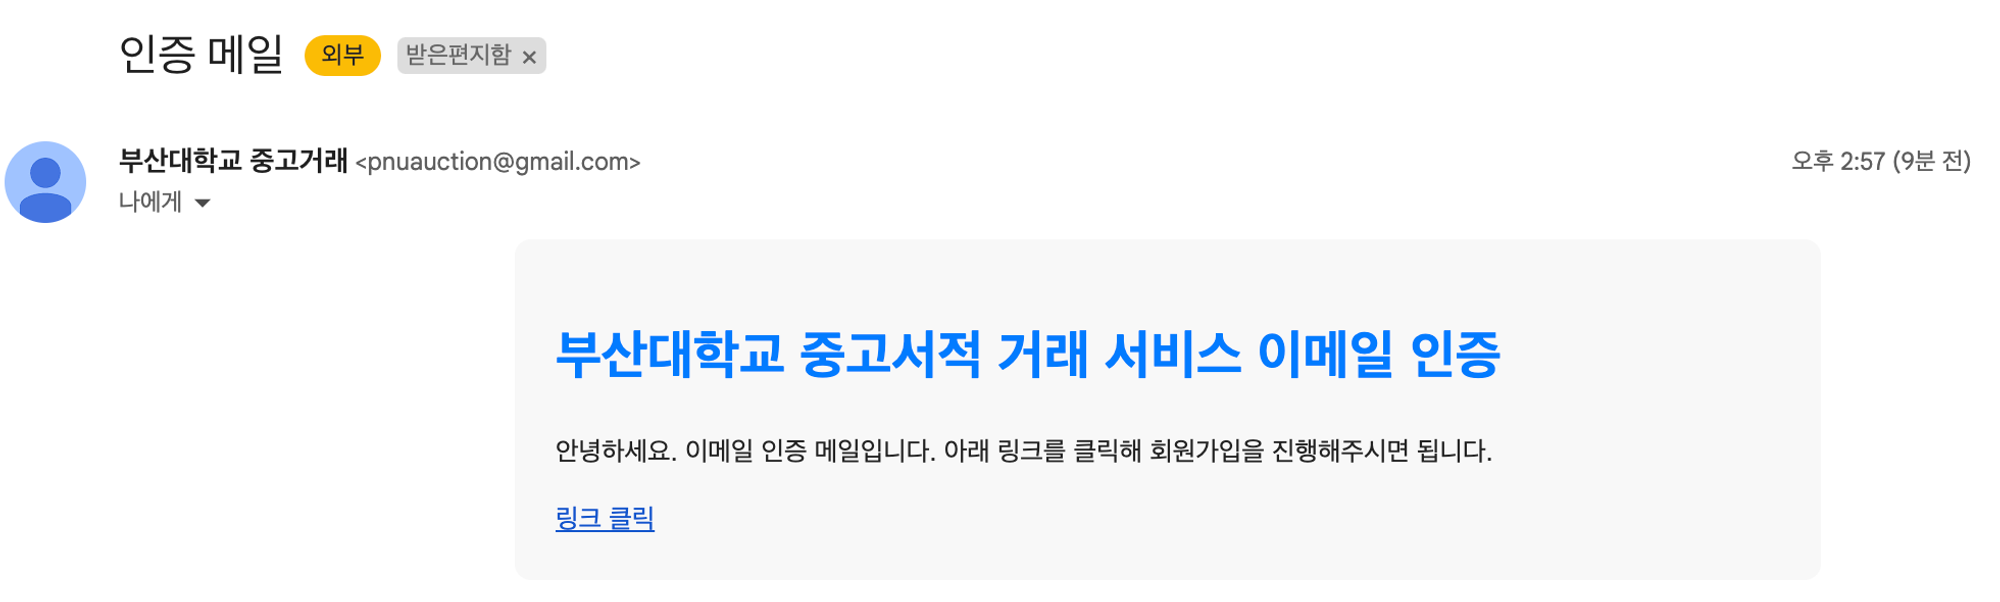 인증 메일 외부 받은편지함 ×
부산대학교 중고거래 <pnuauction@gmail.com> 오후 2:57 (9분 전)
나에게
부산대학교 중고서적 거래 서비스 이메일 인증
안녕하세요. 이메일 인증 메일입니다. 아래 링크를 클릭해 회원가입을 진행해주시면 됩니다.
링크 클릭